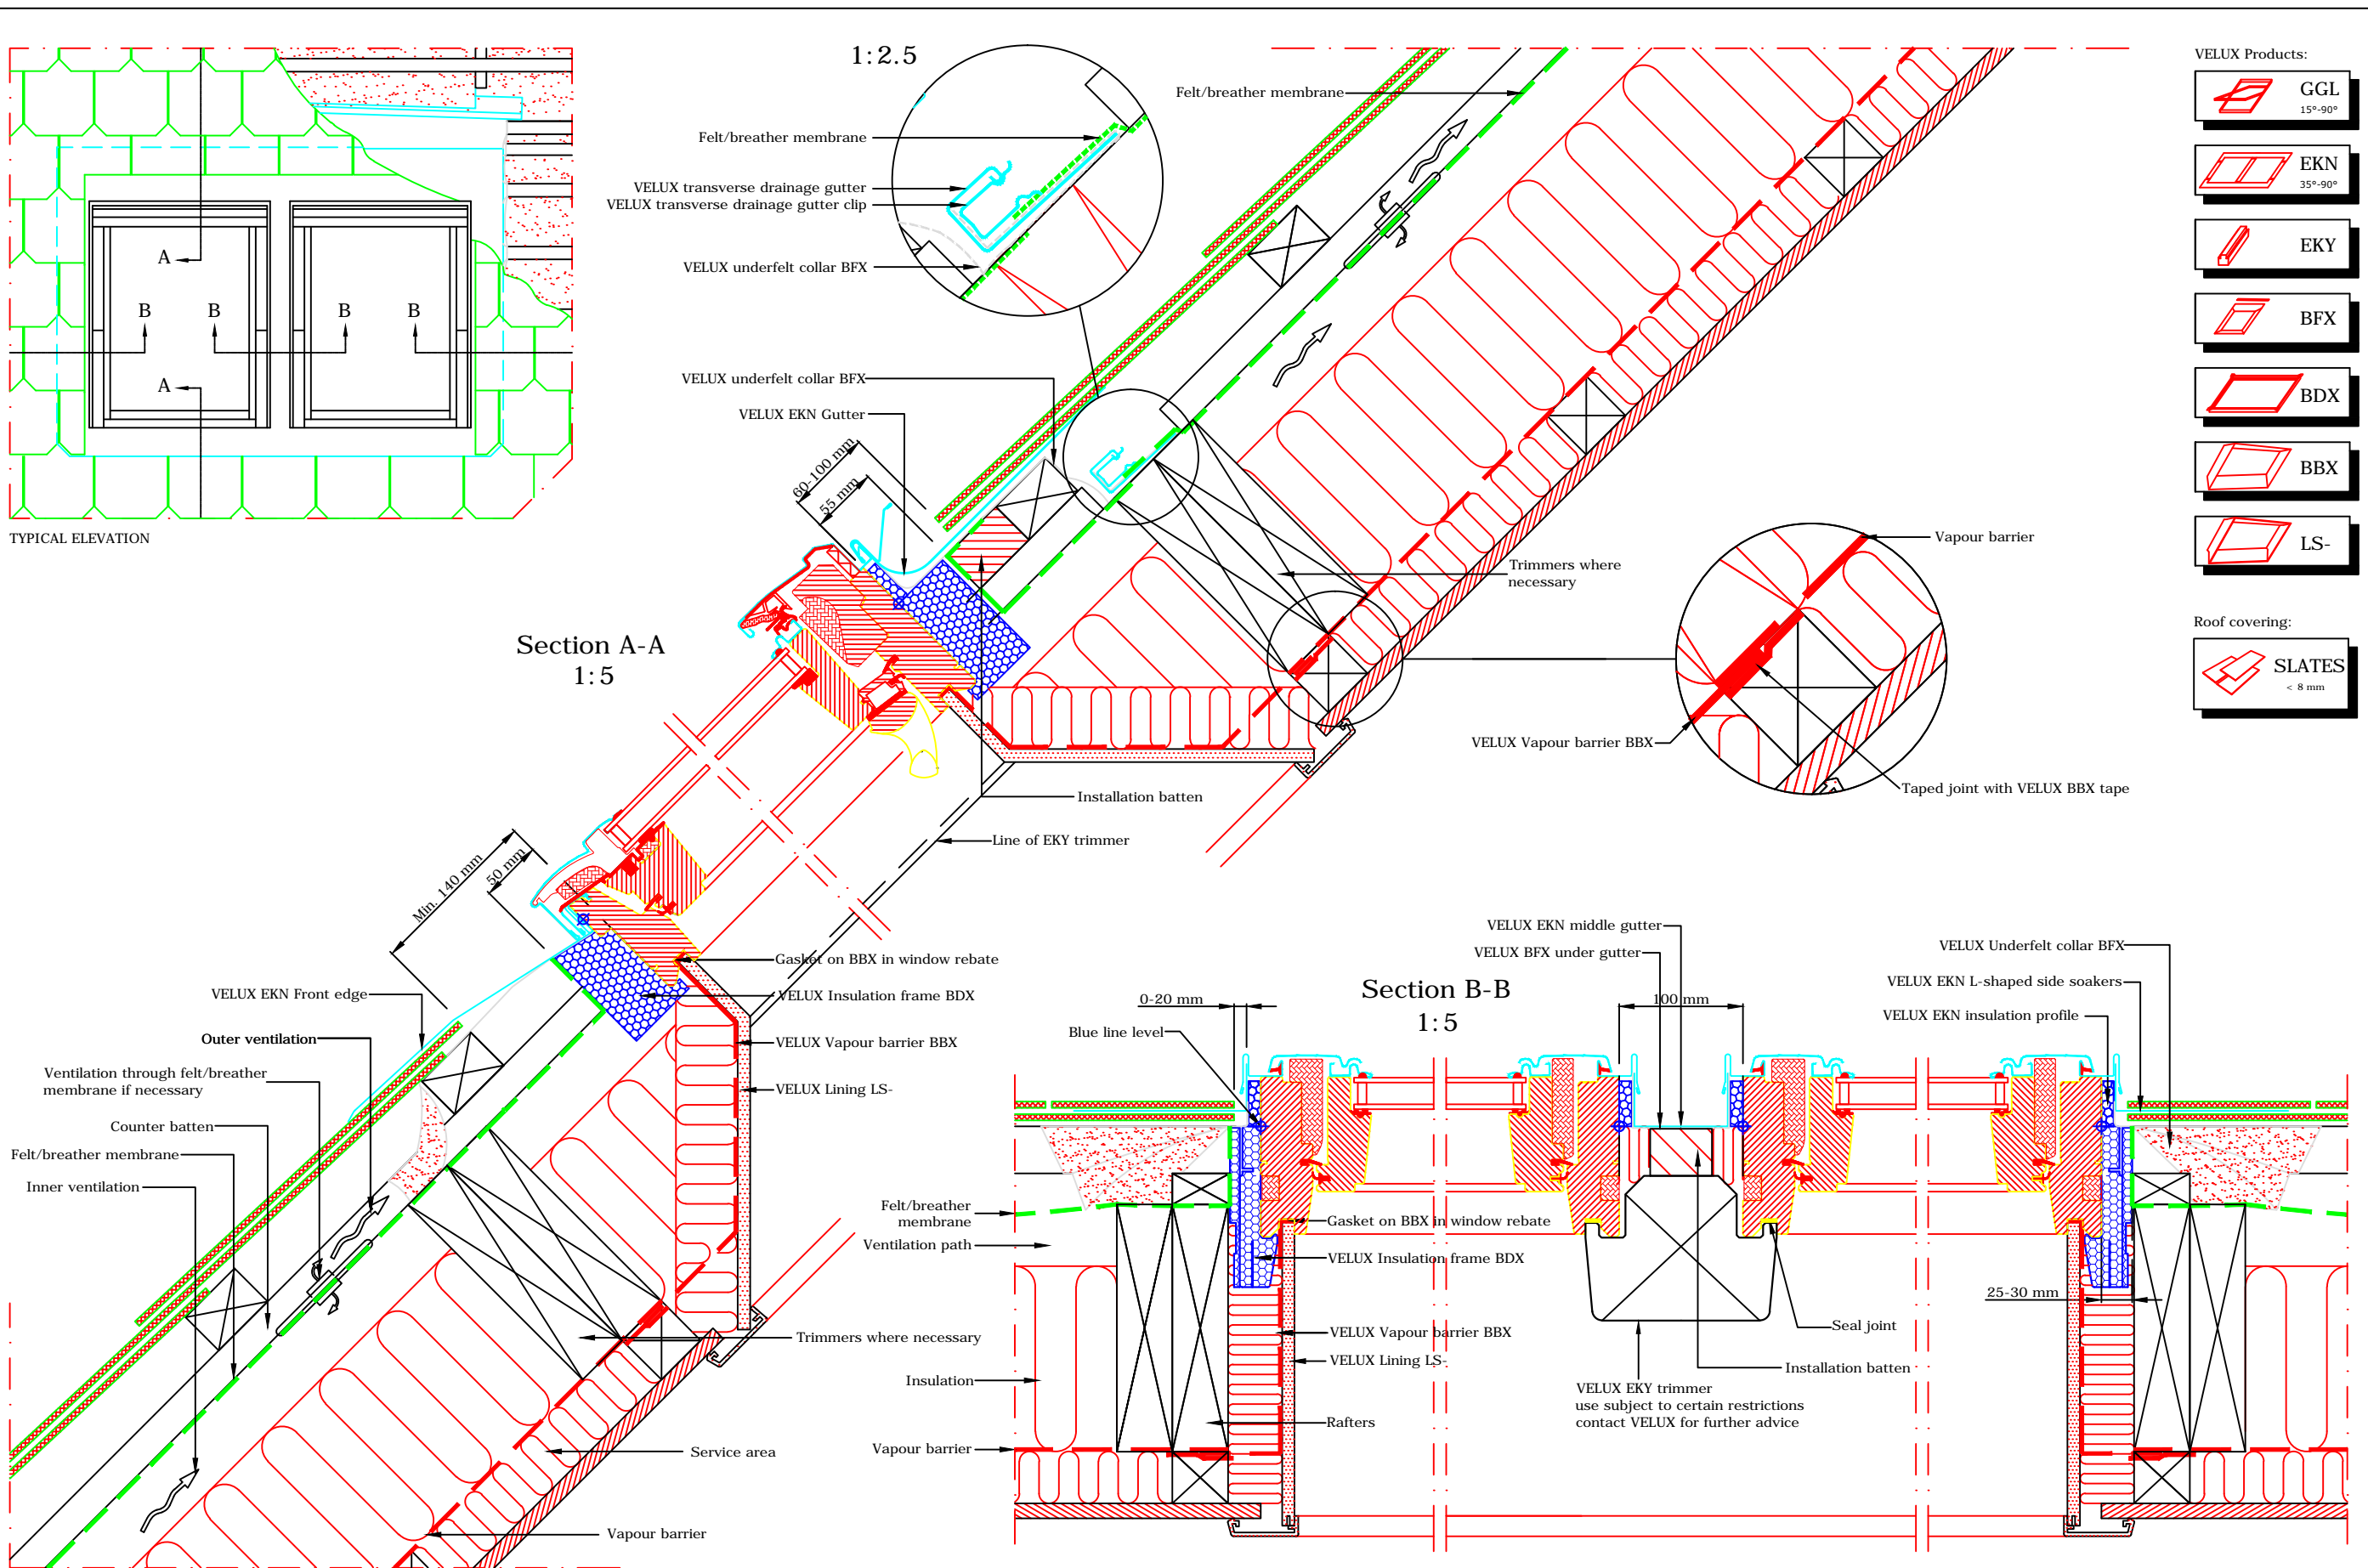 A
B
B
B
B
A
TYPICAL ELEVATION
1:2.5
Felt/breather membrane
VELUX transverse drainage gutter
VELUX transverse drainage gutter clip
VELUX underfelt collar BFX
Felt/breather membrane
VELUX underfelt collar BFX
VELUX EKN Gutter
60-100 mm
55 mm
Section A-A
1:5
Trimmers where
necessary
Vapour barrier
VELUX Vapour barrier BBX
Taped joint with VELUX BBX tape
Installation batten
Line of EKY trimmer
Min. 140 mm
50 mm
Gasket on BBX in window rebate
VELUX Insulation frame BDX
VELUX Vapour barrier BBX
VELUX Lining LS-
VELUX EKN Front edge
Outer ventilation
Ventilation through felt/breather
membrane if necessary
Counter batten
Felt/breather membrane
Inner ventilation
Trimmers where necessary
Service area
Vapour barrier
VELUX Products:
GGL
15°-90°
EKN
35°-90°
EKY
BFX
BDX
BBX
LS-
Roof covering:
SLATES
< 8 mm
Section B-B
1:5
VELUX EKN middle gutter
VELUX BFX under gutter
0-20 mm
100 mm
Blue line level
VELUX Underfelt collar BFX
VELUX EKN L-shaped side soakers
VELUX EKN insulation profile
Felt/breather
membrane
Ventilation path
Gasket on BBX in window rebate
VELUX Insulation frame BDX
25-30 mm
Seal joint
VELUX Vapour barrier BBX
VELUX Lining LS-
Installation batten
Insulation
VELUX EKY trimmer
use subject to certain restrictions
contact VELUX for further advice
Rafters
Vapour barrier